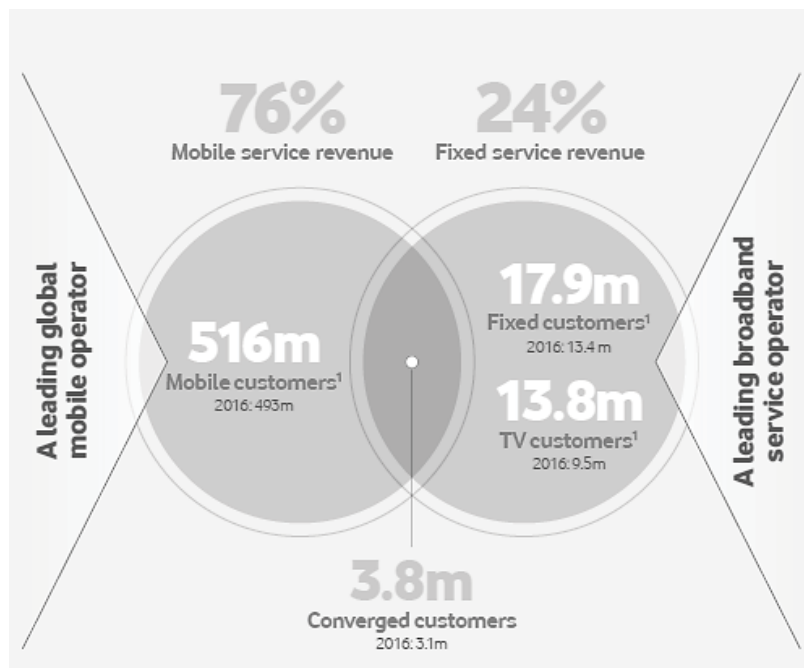 76%
Mobile service revenue
24%
Fixed service revenue
A leading global
mobile operator
516m
Mobile customers¹
2016: 493m
17.9m
Fixed customers¹
2016: 13.4 m
13.8m
TV customers¹
2016: 9.5m
A leading broadband
service operator
3.8m
Converged customers
2016: 3.1m